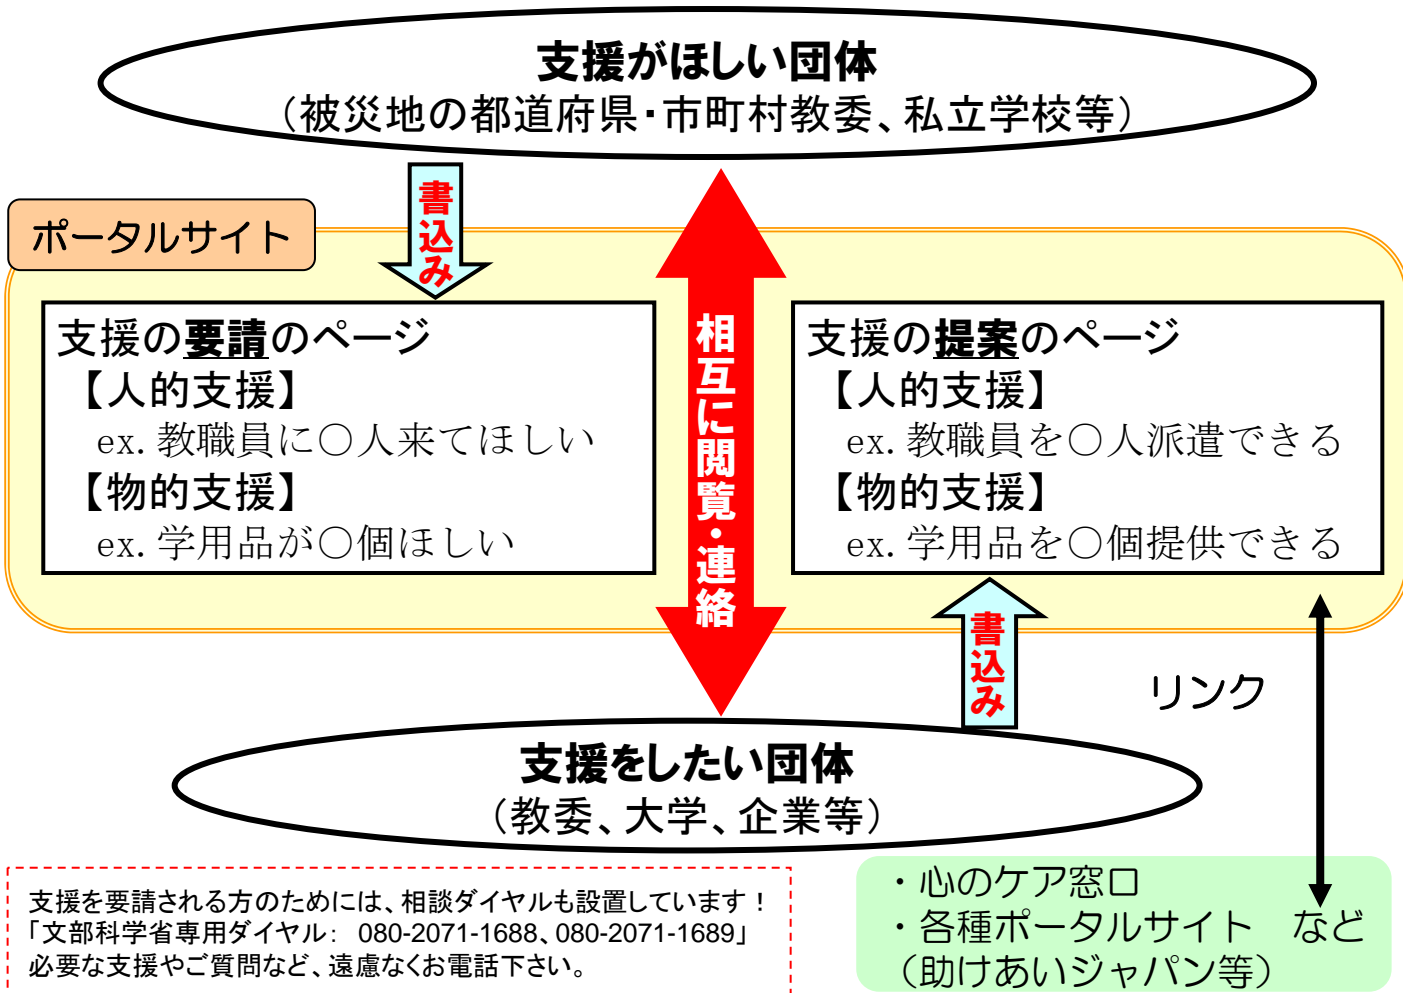 支援がほしい団体
（被災地の都道府県・市町村教委、私立学校等）
書込み
ポータルサイト
支援の要請のページ
【人的支援】
ex. 教職員に○人来てほしい
【物的支援】
ex. 学用品が○個ほしい
相互に閲覧・連絡
支援の提案のページ
【人的支援】
ex. 教職員を○人派遣できる
【物的支援】
ex. 学用品を○個提供できる
書込み
リンク
支援をしたい団体
（教委、大学、企業等）
支援を要請される方のためには、相談ダイヤルも設置しています！
「文部科学省専用ダイヤル： 080-2071-1688、080-2071-1689」
必要な支援やご質問など、遠慮なくお電話下さい。
・心のケア窓口
・各種ポータルサイト など
（助けあいジャパン等）